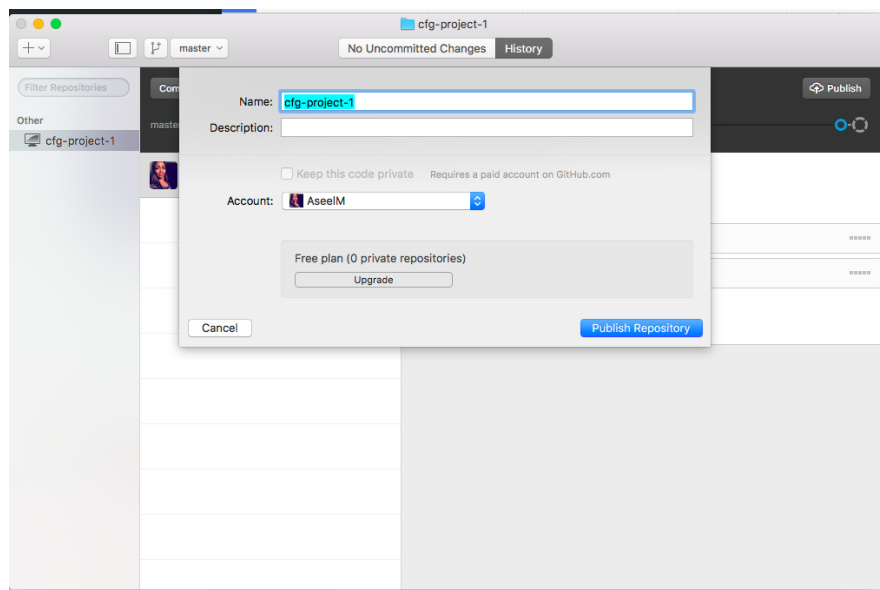 cfg-project-1
master
No Uncommitted Changes
History
Filter Repositories
Com
Publish
Other
cfg-project-1
maste
Name: cfg-project-1
Description:
Keep this code private Requires a paid account on GitHub.com
Account: AseelM
Free plan (0 private repositories)
Upgrade
Cancel
Publish Repository